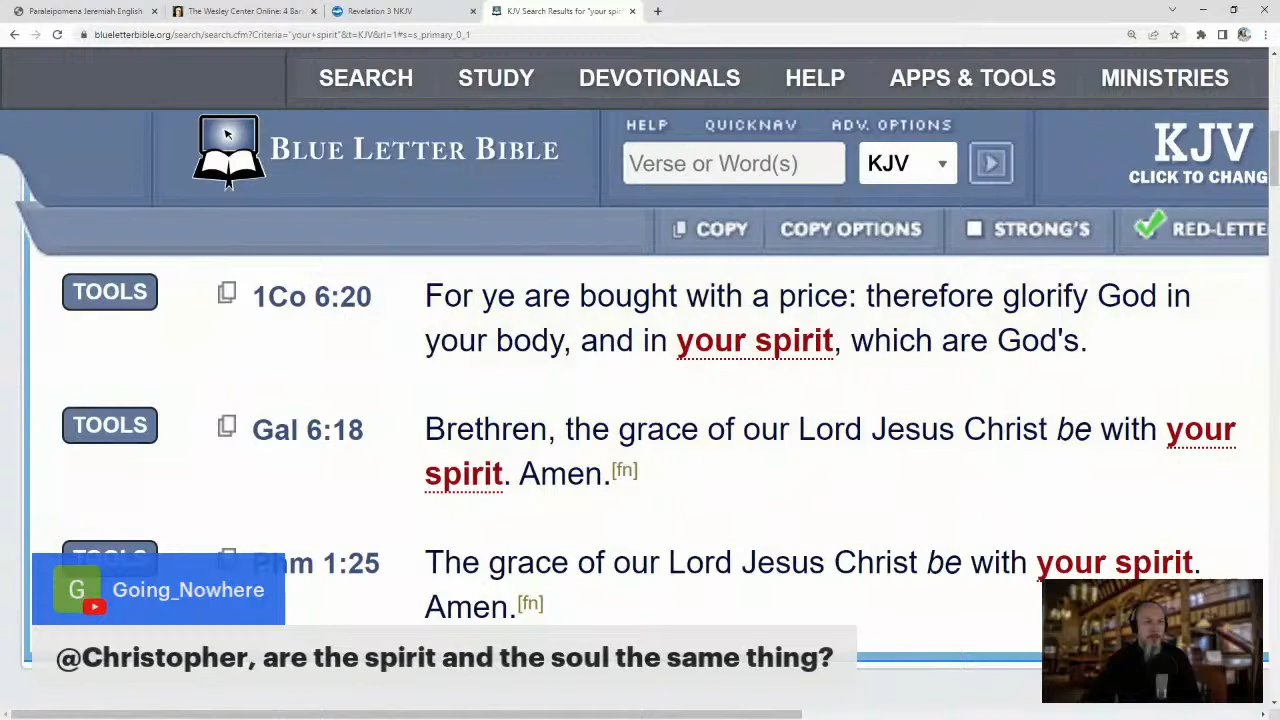 Paraleipomena Jeremiah English
The Wesley Center Online: 4 Bar
Revelation 3 NKJV
KJV Search Results for "your spir
blueletterbible.org/search/search.cfm?Criteria="your+spirit"&t=KJV&rl=1#s=s_primary_0_1
SEARCH STUDY DEVOTIONALS HELP APPS & TOOLS MINISTRIES
BLUE LETTER BIBLE
HELP QUICKNAV ADV. OPTIONS
Verse or Word(s) KJV
KJV
CLICK TO CHANG
COPY COPY OPTIONS STRONG'S RED-LETTE
TOOLS 1Co 6:20 For ye are bought with a price: therefore glorify God in
your body, and in your spirit, which are God's.
TOOLS Gal 6:18 Brethren, the grace of our Lord Jesus Christ be with your
spirit. Amen.[fn]
TOOLS Phm 1:25 The grace of our Lord Jesus Christ be with your spirit.
Amen.[fn]
G Going_Nowhere
@Christopher, are the spirit and the soul the same thing?